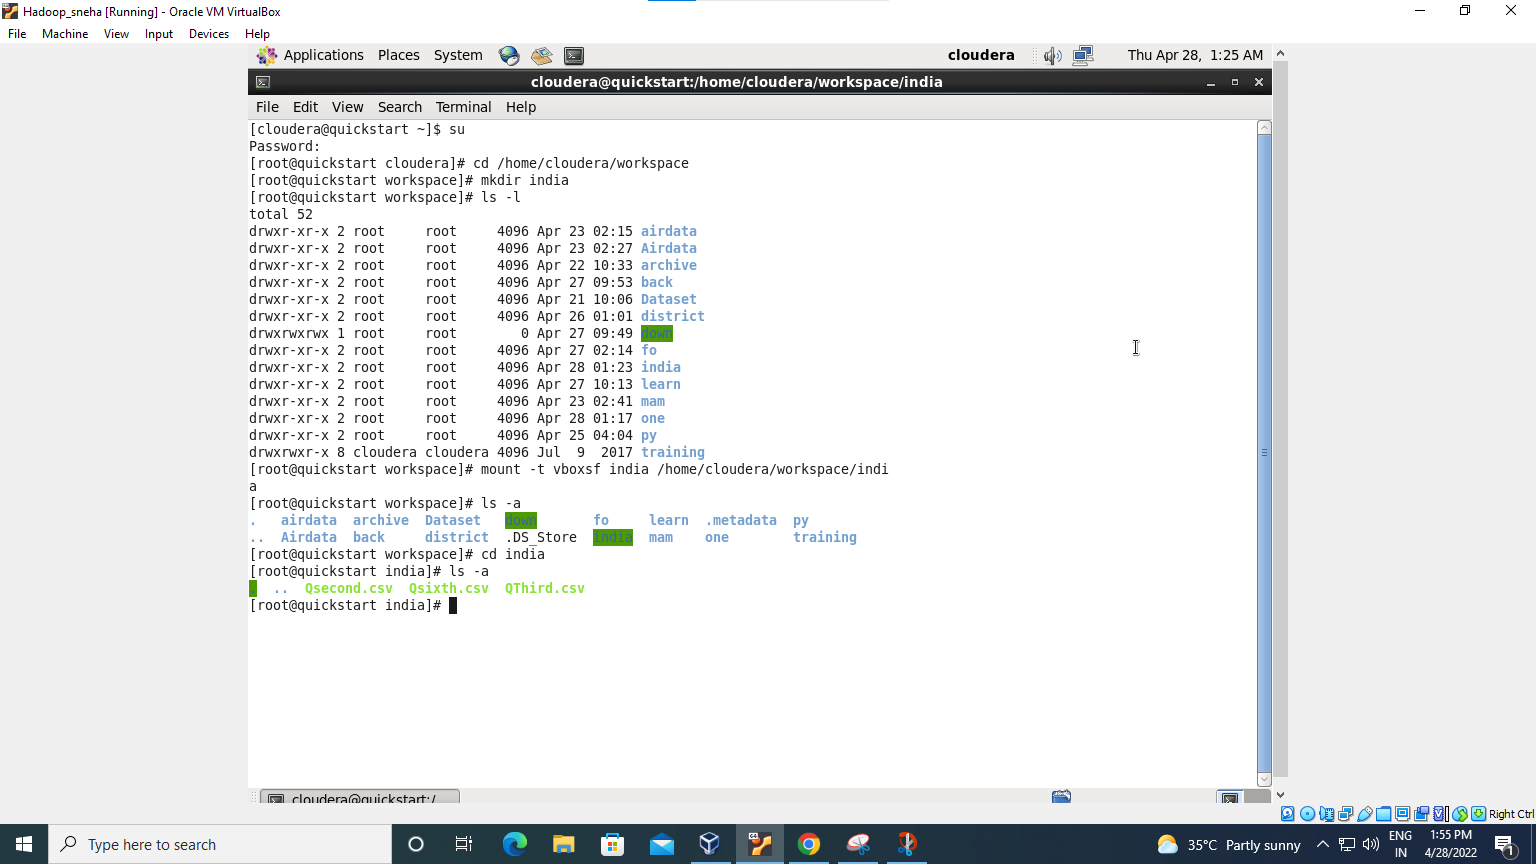 Hadoop_sneha [Running] - Oracle VM VirtualBox
File Machine View Input Devices Help
Applications Places System cloudera Thu Apr 28, 1:25 AM
cloudera@quickstart:/home/cloudera/workspace/india
File Edit View Search Terminal Help
[cloudera@quickstart ~]$ su
Password:
[root@quickstart cloudera]# cd /home/cloudera/workspace
[root@quickstart workspace]# mkdir india
[root@quickstart workspace]# ls -l
total 52
drwxr-xr-x 2 root     root     4096 Apr 23 02:15 airdata
drwxr-xr-x 2 root     root     4096 Apr 23 02:27 Airdata
drwxr-xr-x 2 root     root     4096 Apr 22 10:33 archive
drwxr-xr-x 2 root     root     4096 Apr 27 09:53 back
drwxr-xr-x 2 root     root     4096 Apr 21 10:06 Dataset
drwxr-xr-x 2 root     root     4096 Apr 26 01:01 district
drwxrwxrwx 1 root     root        0 Apr 27 09:49 down
drwxr-xr-x 2 root     root     4096 Apr 27 02:14 fo
drwxr-xr-x 2 root     root     4096 Apr 28 01:23 india
drwxr-xr-x 2 root     root     4096 Apr 27 10:13 learn
drwxr-xr-x 2 root     root     4096 Apr 23 02:41 mam
drwxr-xr-x 2 root     root     4096 Apr 28 01:17 one
drwxr-xr-x 2 root     root     4096 Apr 25 04:04 py
drwxrwxr-x 8 cloudera cloudera 4096 Jul  9  2017 training
[root@quickstart workspace]# mount -t vboxsf india /home/cloudera/workspace/indi
a
[root@quickstart workspace]# ls -a
.   airdata  archive  Dataset   down       fo     learn  .metadata  py
..  Airdata  back     district  .DS_Store  india  mam    one        training
[root@quickstart workspace]# cd india
[root@quickstart india]# ls -a
.  ..  Qsecond.csv  Qsixth.csv  QThird.csv
[root@quickstart india]#
cloudera@quickstart:/
Right Ctrl
Type here to search
35°C Partly sunny
ENG
IN
1:55 PM
4/28/2022
1